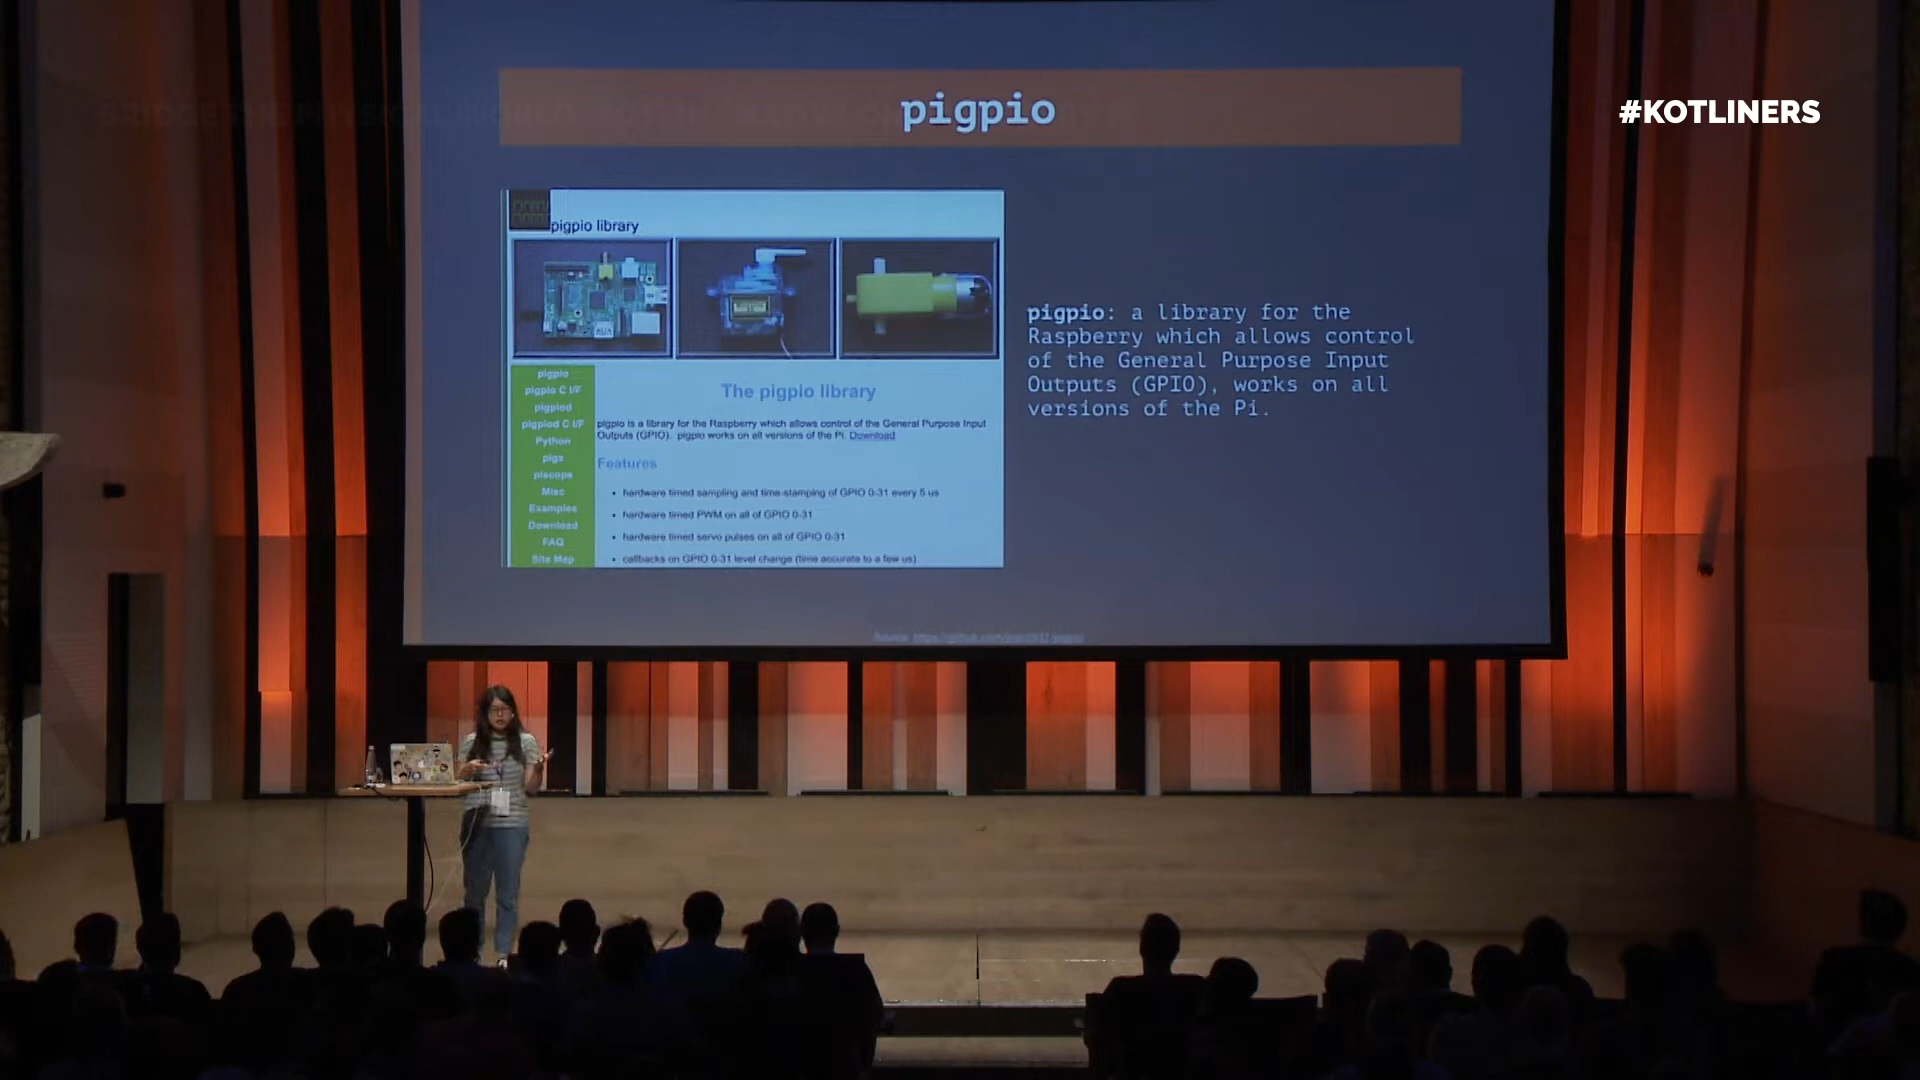 pigpio
#KOTLINERS
pigpio library
pigpio
pigpio C I/F
pigpiod
pigpiod C I/F
Python
pigs
piscope
Misc
Examples
Download
FAQ
Site Map
The pigpio library
pigpio is a library for the Raspberry which allows control of the General Purpose Input
Outputs (GPIO). pigpio works on all versions of the Pi. Download
Features
• hardware timed sampling and time-stamping of GPIO 0-31 every 5 us
• hardware timed PWM on all of GPIO 0-31
• hardware timed servo pulses on all of GPIO 0-31
• callbacks on GPIO 0-31 level change (time accurate to a few us)
pigpio: a library for the
Raspberry which allows control
of the General Purpose Input
Outputs (GPIO), works on all
versions of the Pi.